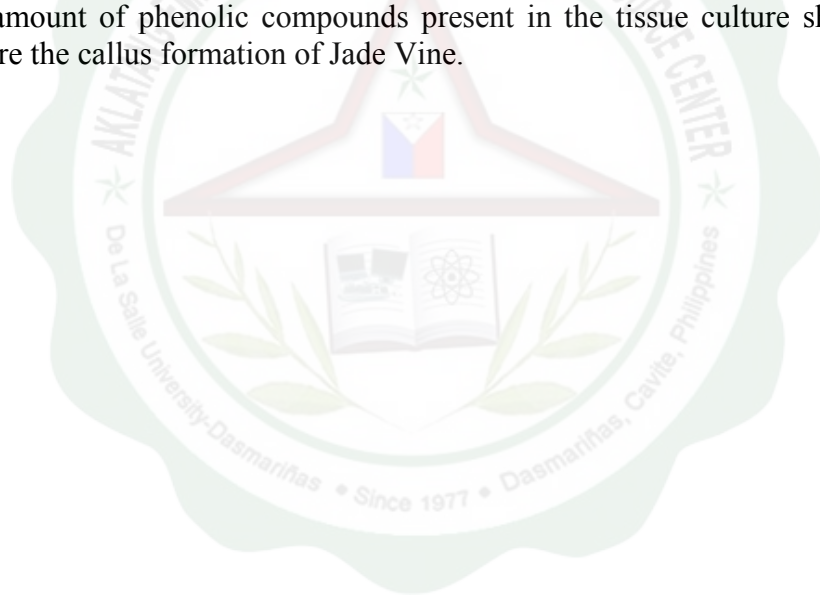 amount of phenolic compounds present in the tissue culture sh
re the callus formation of Jade Vine.
CENTER
De La Salle University-Dasmariñas • Since 1977 • Dasmariñas, Cavite, Philippines